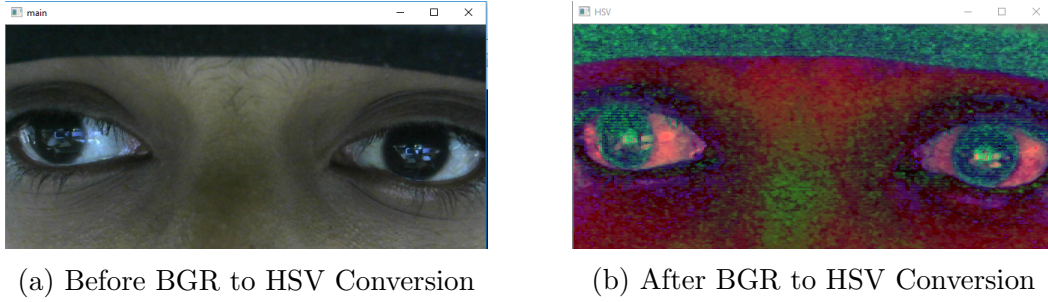 main
HSV
(a) Before BGR to HSV Conversion
(b) After BGR to HSV Conversion